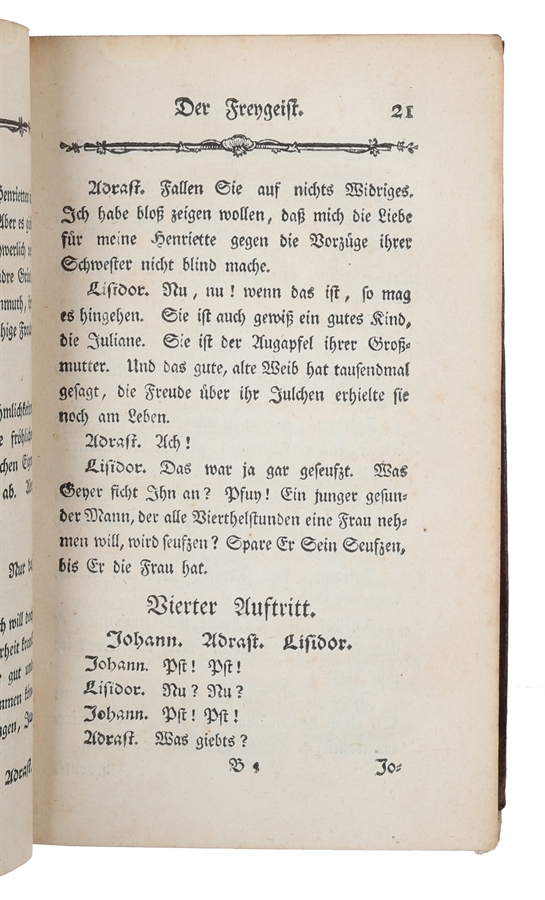 Der Freygeist. 21
Adrast. Fallen Sie auf nichts Widriges.
Ich habe bloß zeigen wollen, daß mich die Liebe
für meine Henriette gegen die Vorzüge ihrer
Schwester nicht blind mache.
Lisidor. Nu, nu! wenn das ist, so mag
es hingehen. Sie ist auch gewiß ein gutes Kind,
die Juliane. Sie ist der Augapfel ihrer Groß-
mutter. Und das gute, alte Weib hat tausendmal
gesagt, die Freude über ihr Julchen erhielte sie
noch am Leben.
Adrast. Ach!
Lisidor. Das war ja gar geseufzt. Was
Geyer ficht Ihn an? Pfuy! Ein junger gesun-
der Mann, der alle Vierthelstunden eine Frau neh-
men will, wird seufzen? Spare Er Sein Seufzen,
bis Er die Frau hat.
Vierter Auftritt.
Johann. Adrast. Lisidor.
Johann. Pst! Pst!
Lisidor. Nu? Nu?
Johann. Pst! Pst!
Adrast. Was giebts?
B Jo-